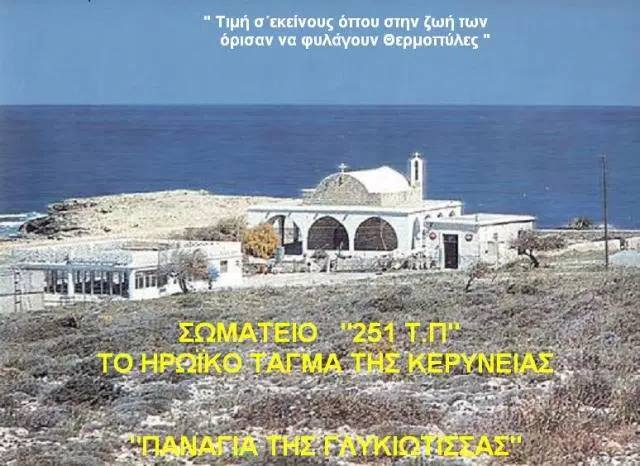 " Τιμή σ΄εκείνους όπου στην ζωή των
όρισαν να φυλάγουν Θερμοπύλες "
ΣΩΜΑΤΕΙΟ "251 Τ.Π"
ΤΟ ΗΡΩΪΚΟ ΤΑΓΜΑ ΤΗΣ ΚΕΡΥΝΕΙΑΣ
"ΠΑΝΑΓΙΑ ΤΗΣ ΓΛΥΚΙΩΤΙΣΣΑΣ"